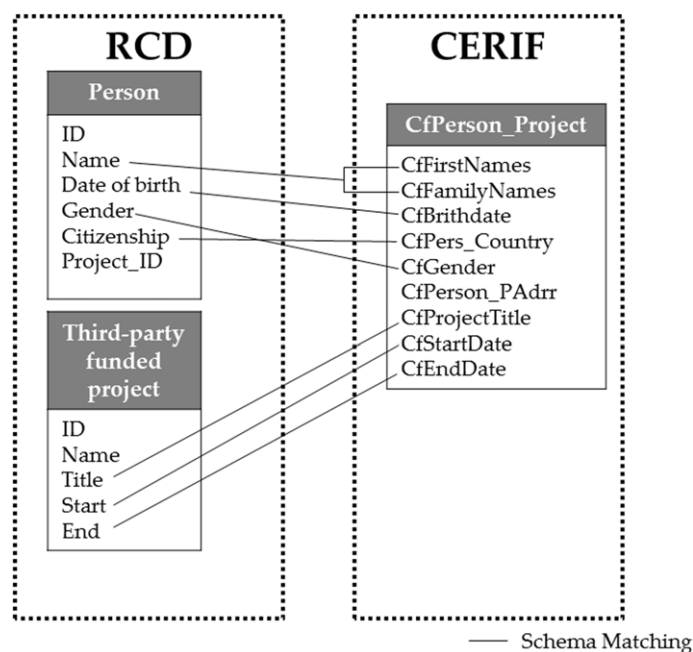 RCD
Person
ID
Name
Date of birth
Gender
Citizenship
Project_ID
Third-party
funded
project
ID
Name
Title
Start
End
CERIF
CfPerson_Project
CfFirstNames
CfFamilyNames
CfBrithdate
CfPers_Country
CfGender
CfPerson_PAdrr
CfProjectTitle
CfStartDate
CfEndDate
Schema Matching